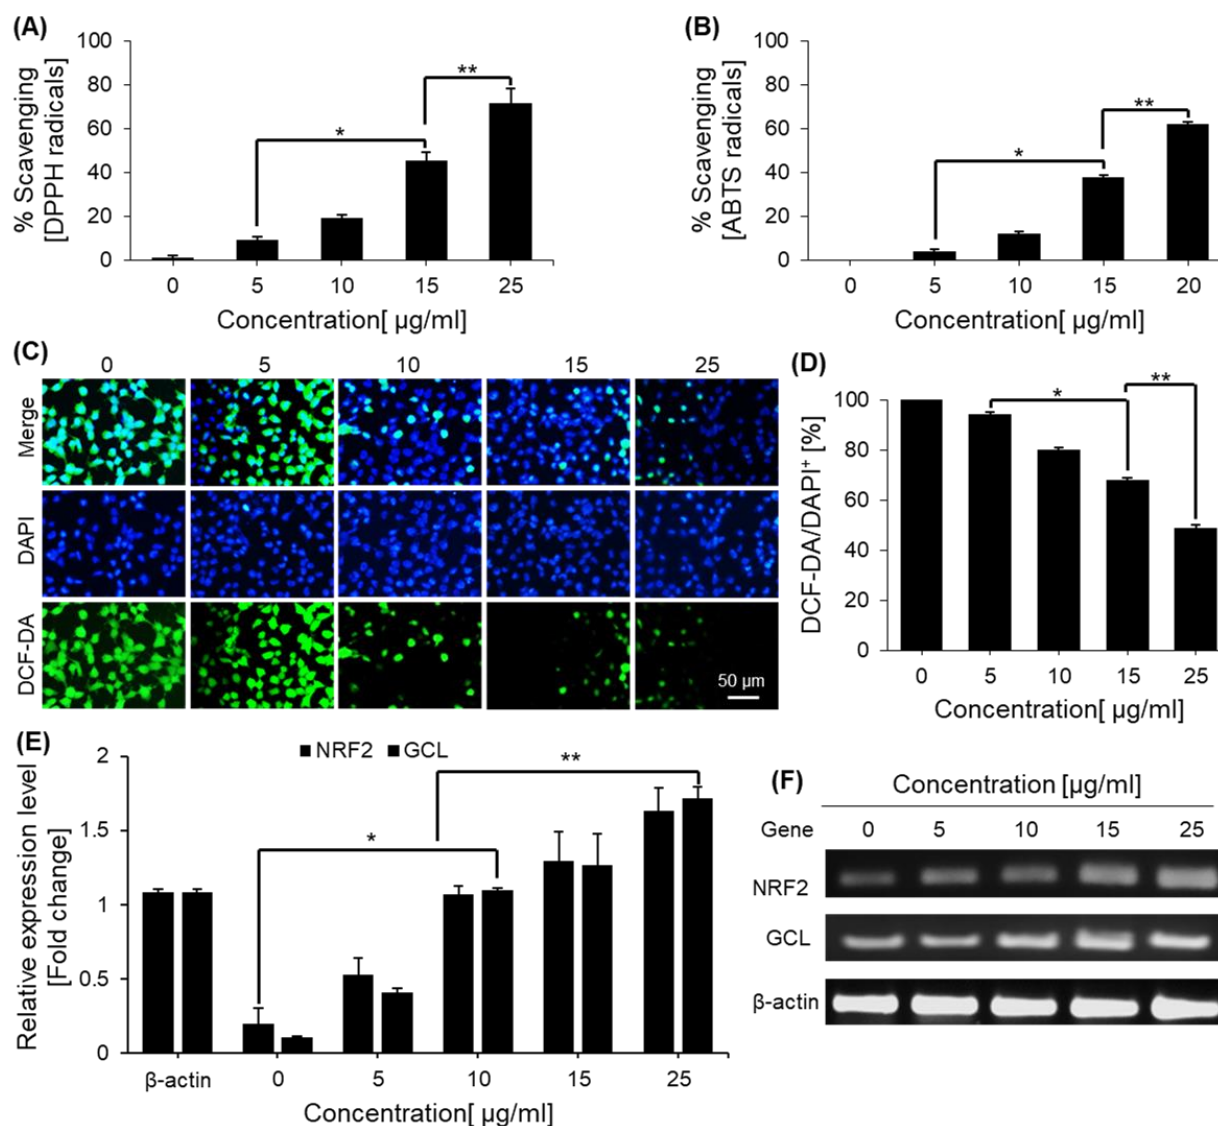 (A)
% Scavenging
[DPPH radicals]
100
80
60
40
20
0
*
**
0 5 10 15 25
Concentration[ µg/ml]
(B)
% Scavenging
[ABTS radicals]
100
80
60
40
20
0
*
**
0 5 10 15 20
Concentration[ µg/ml]
(C)
0 5 10 15 25
Merge
DAPI
DCF-DA
50 µm
(D)
DCF-DA/DAPI⁺ [%]
100
80
60
40
20
0
*
**
0 5 10 15 25
Concentration[ µg/ml]
(E)
NRF2 GCL
Relative expression level
[Fold change]
2
1.5
1
0.5
0
*
**
β-actin 0 5 10 15 25
Concentration[ µg/ml]
(F)
Concentration [µg/ml]
Gene 0 5 10 15 25
NRF2
GCL
β-actin